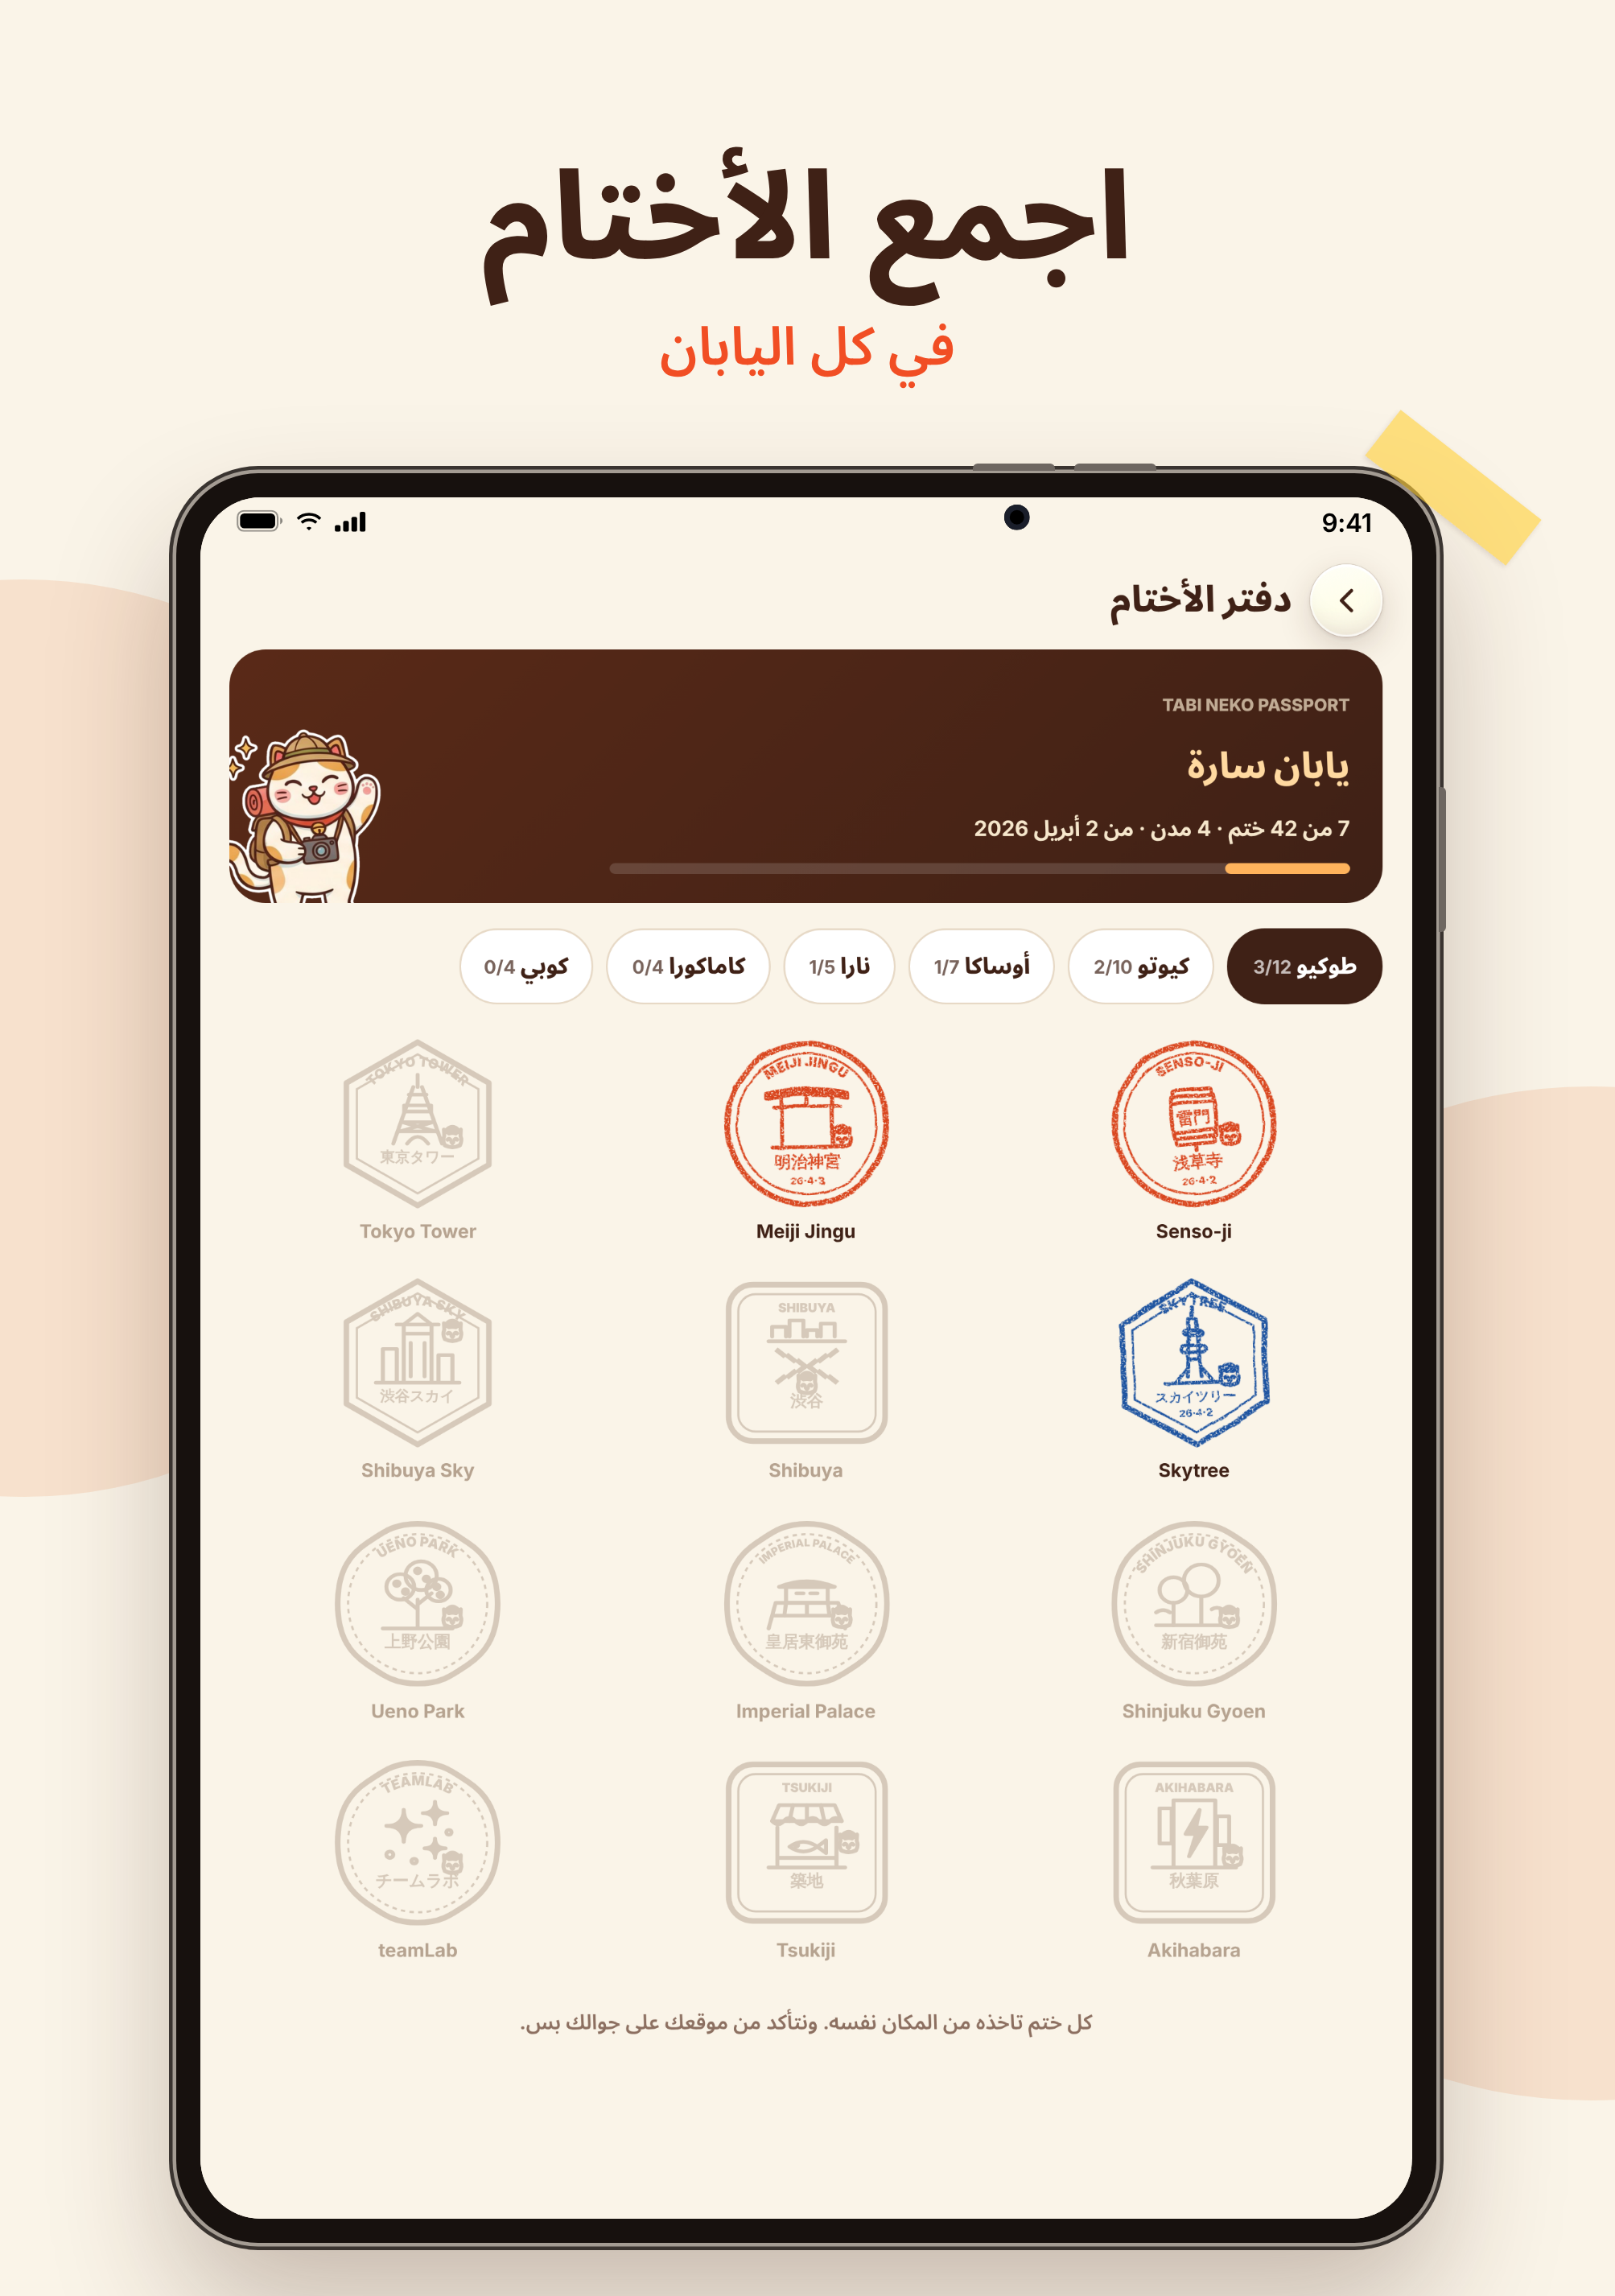 اجمع الأختام
في كل اليابان
9:41
دفتر الأختام
TABI NEKO PASSPORT
يابان سارة
7 من 42 ختم · 4 مدن · من 2 أبريل 2026
طوكيو 3/12
كيوتو 2/10
أوساكا 1/7
نارا 1/5
كاماكورا 0/4
كوبي 0/4
SENSO-JI
雷門
浅草寺
26·4·2
Senso-ji
MEIJI JINGU
明治神宮
26·4·3
Meiji Jingu
TOKYO TOWER
東京タワー
Tokyo Tower
SKYTREE
スカイツリー
26·4·2
Skytree
SHIBUYA
渋谷
Shibuya
SHIBUYA SKY
渋谷スカイ
Shibuya Sky
SHINJUKU GYOEN
新宿御苑
Shinjuku Gyoen
IMPERIAL PALACE
皇居東御苑
Imperial Palace
UENO PARK
上野公園
Ueno Park
AKIHABARA
秋葉原
Akihabara
TSUKIJI
築地
Tsukiji
TEAMLAB
チームラボ
teamLab
كل ختم تاخذه من المكان نفسه. ونتأكد من موقعك على جوالك بس.